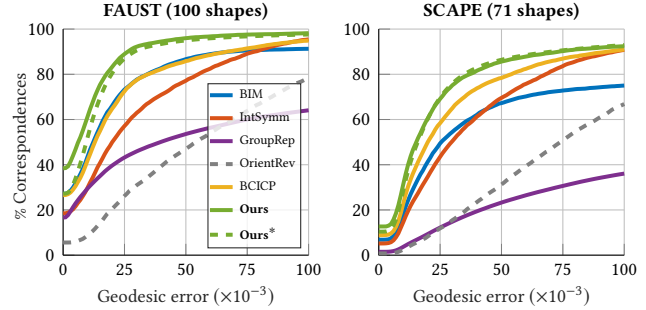 FAUST (100 shapes)
SCAPE (71 shapes)
% Correspondences
100
80
60
40
20
0
0
25
50
75
100
Geodesic error (×10⁻³)
BIM
IntSymm
GroupRep
OrientRev
BCICP
Ours
Ours*
100
80
60
40
20
0
0
25
50
75
100
Geodesic error (×10⁻³)